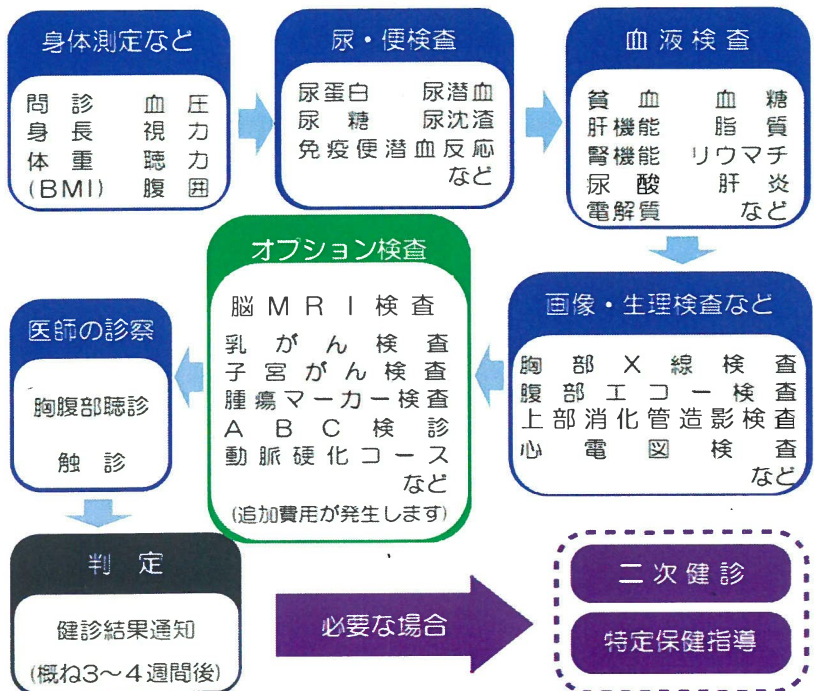 身体測定など
問診 血圧
身長 視力
体重 聴力
(BMI) 腹囲
尿・便検査
尿蛋白 尿潜血
尿糖 尿沈渣
免疫便潜血反応
など
血液検査
貧血 血糖
肝機能 脂質
腎機能 リウマチ
尿酸 肝炎
電解質 など
画像・生理検査など
胸部X線検査
腹部エコー検査
上部消化管造影検査
心電図検査
など
オプション検査
脳MRI検査
乳がん検査
子宮がん検査
腫瘍マーカー検査
ABC検診
動脈硬化コース
など
(追加費用が発生します)
医師の診察
胸腹部聴診
触診
判定
健診結果通知
(概ね3~4週間後)
必要な場合
二次健診
特定保健指導